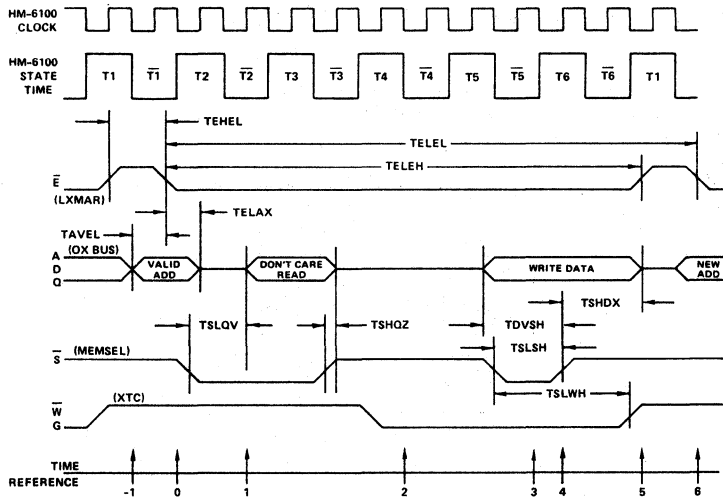 HM-6100
CLOCK
HM-6100
STATE
TIME
T1 T1 T2 T2 T3 T3 T4 T4 T5 T5 T6 T6 T1
TEHEL
TELEL
TELEH
E
(LXMAR)
TELAX
TAVEL
(OX BUS)
A
D
Q
VALID
ADD
DON'T CARE
READ
WRITE DATA
NEW
ADD
TSHDX
TSLQV
TSHQZ
TDVSH
TSLSH
S
(MEMSEL)
TSLWH
W
G
(XTC)
TIME
REFERENCE
-1 0 1 2 3 4 5 6